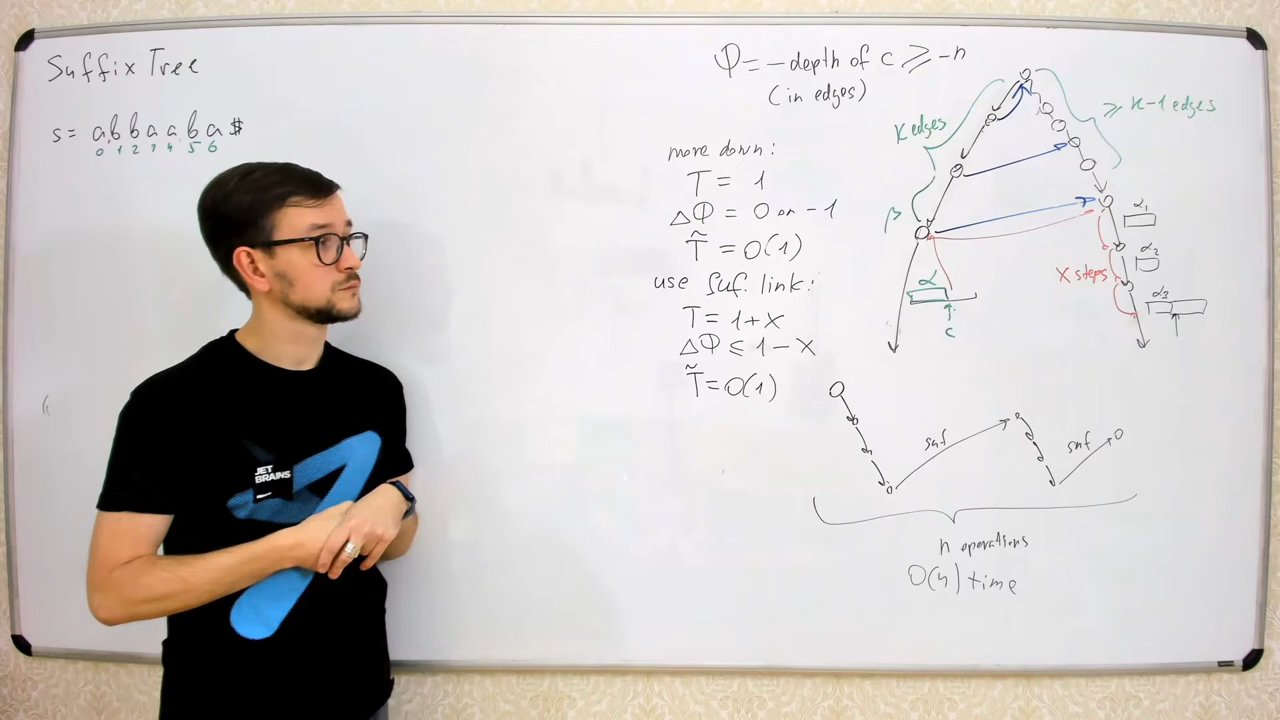 Suffix Tree
s= abbaaba$
0 1 2 3 4 5 6
φ=-depth of c ⩾ -n
(in edges)
more down:
T = 1
ΔΦ = 0 or -1
T̃ = O(1)
use suf. link:
T = 1+x
ΔΦ ⩽ 1-x
T̃=O(1)
K edges
⩾ K-1 edges
β
α
c
α₁
α₂
x steps
α₃
suf
suf
n operations
O(n) time
JET
BRAINS